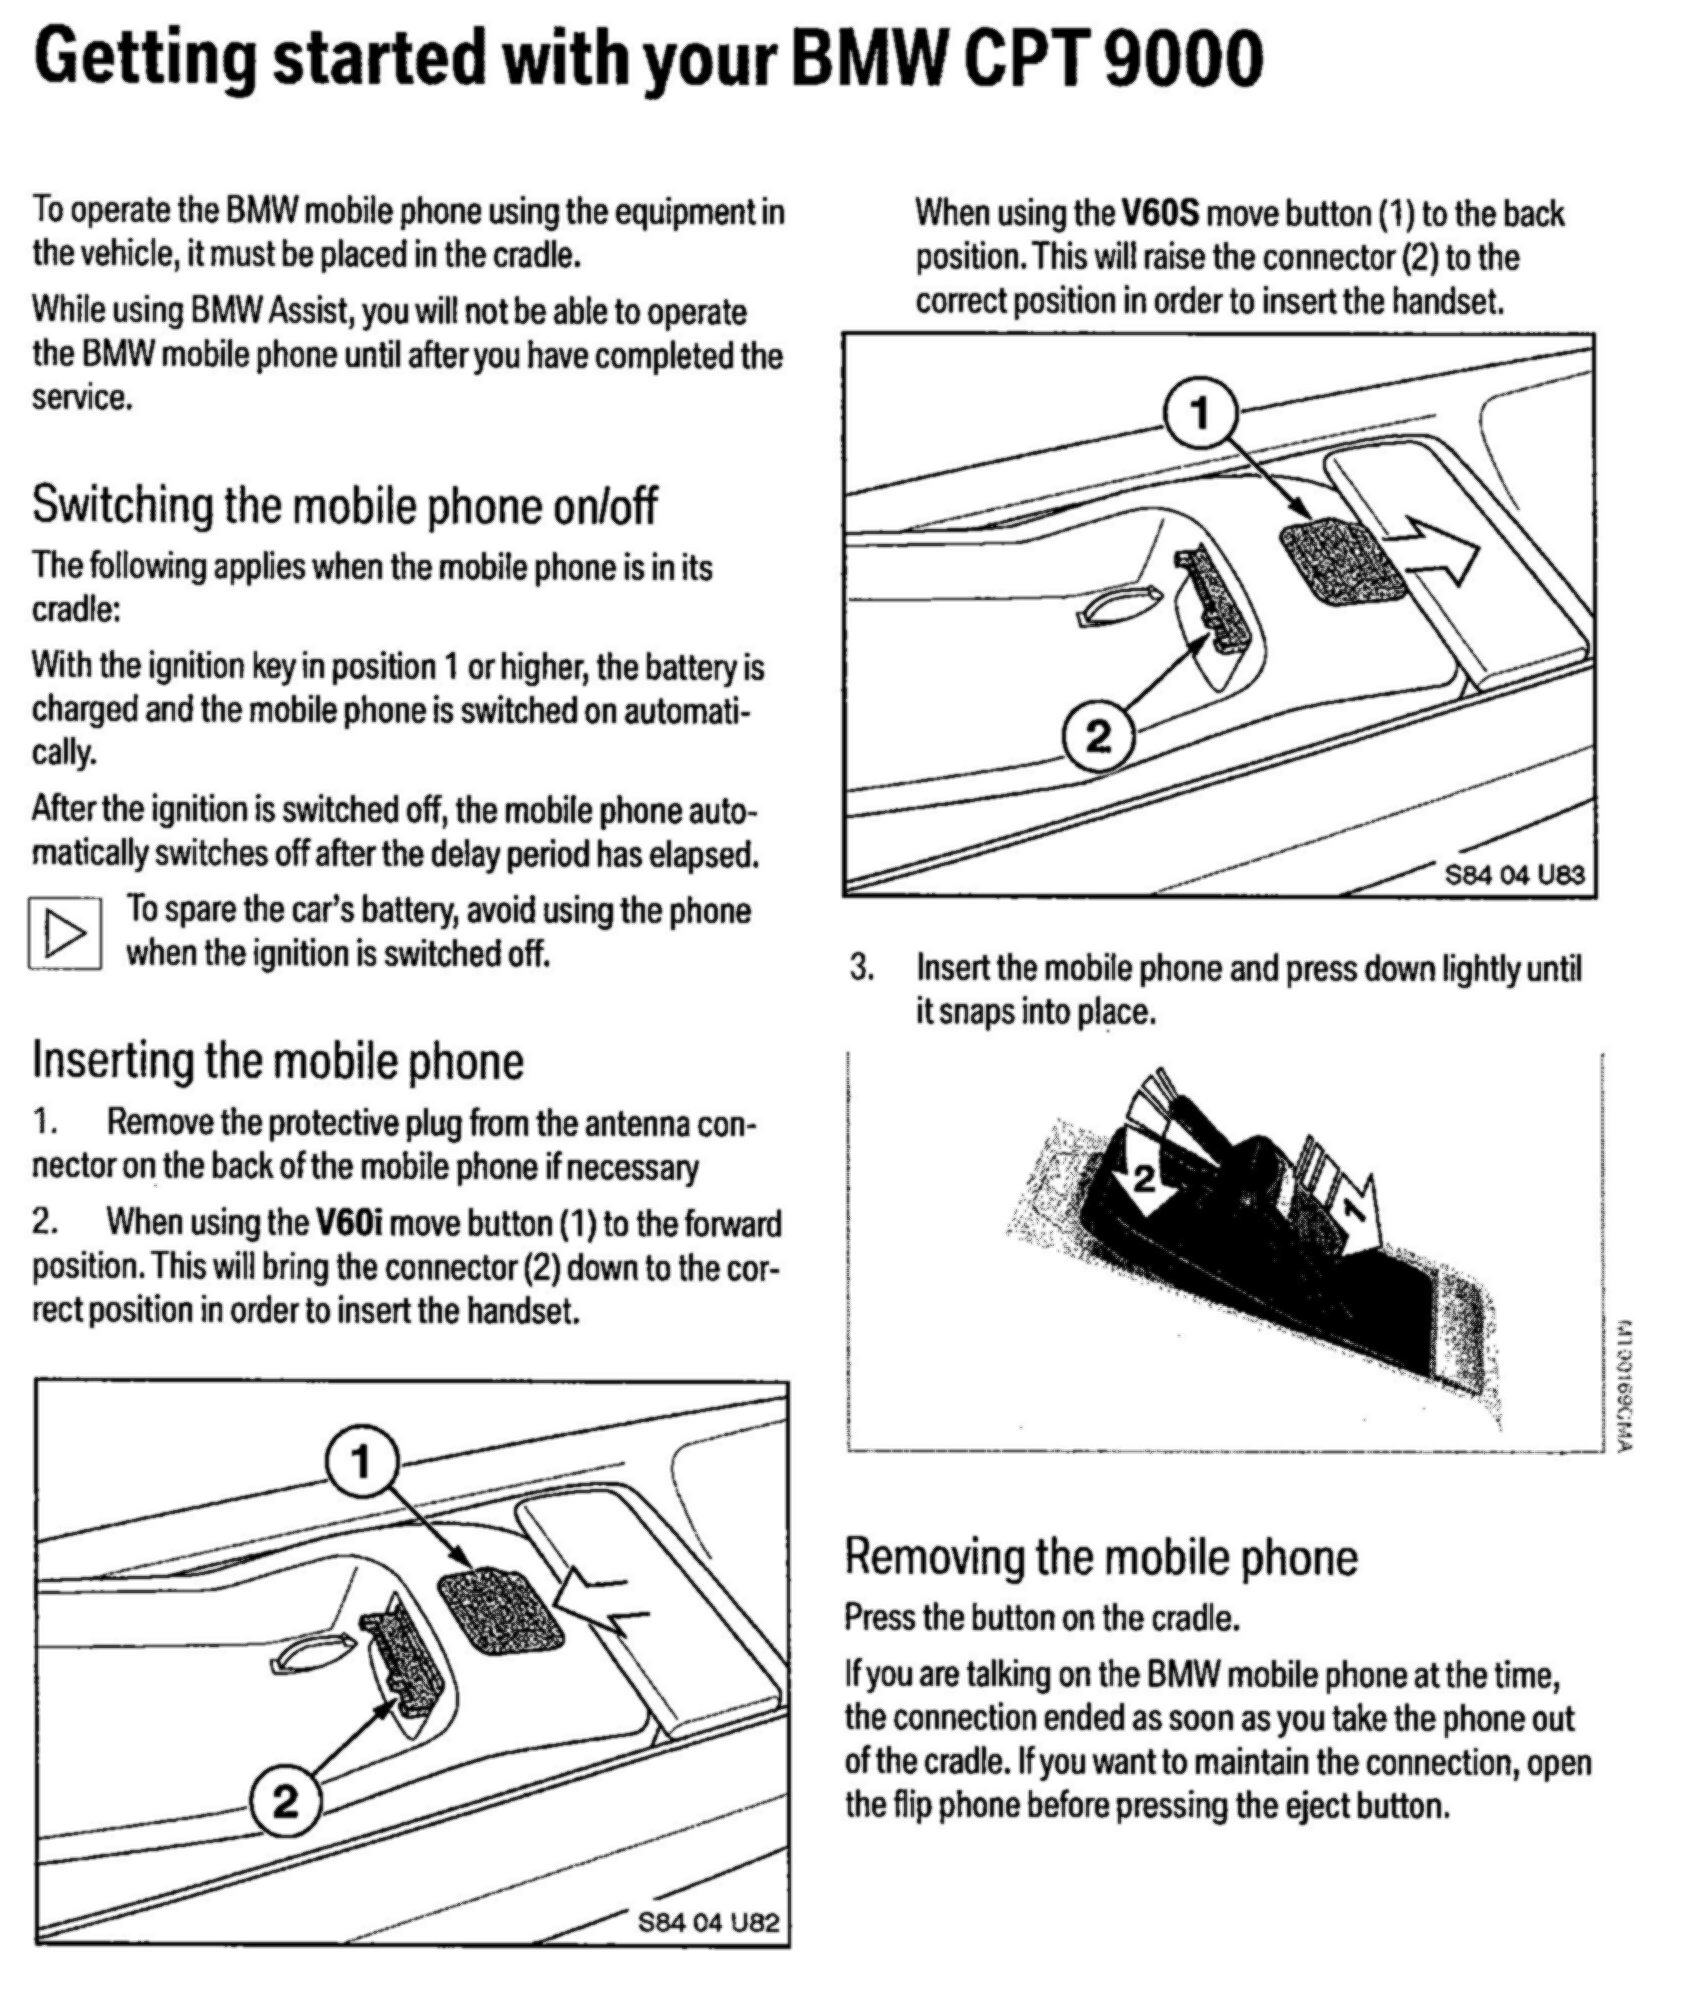 Getting started with your BMW CPT 9000
To operate the BMW mobile phone using the equipment in
the vehicle, it must be placed in the cradle.
While using BMW Assist, you will not be able to operate
the BMW mobile phone until after you have completed the
service.
Switching the mobile phone on/off
The following applies when the mobile phone is in its
cradle:
With the ignition key in position 1 or higher, the battery is
charged and the mobile phone is switched on automati-
cally.
After the ignition is switched off, the mobile phone auto-
matically switches off after the delay period has elapsed.
To spare the car's battery, avoid using the phone
when the ignition is switched off.
Inserting the mobile phone
1. Remove the protective plug from the antenna con-
nector on the back of the mobile phone if necessary
2. When using the V60i move button (1) to the forward
position. This will bring the connector (2) down to the cor-
rect position in order to insert the handset.
1
2
S84 04 U82
When using the V60S move button (1) to the back
position. This will raise the connector (2) to the
correct position in order to insert the handset.
1
2
S84 04 U83
3. Insert the mobile phone and press down lightly until
it snaps into place.
2
1
M100169GMA
Removing the mobile phone
Press the button on the cradle.
If you are talking on the BMW mobile phone at the time,
the connection ended as soon as you take the phone out
of the cradle. If you want to maintain the connection, open
the flip phone before pressing the eject button.